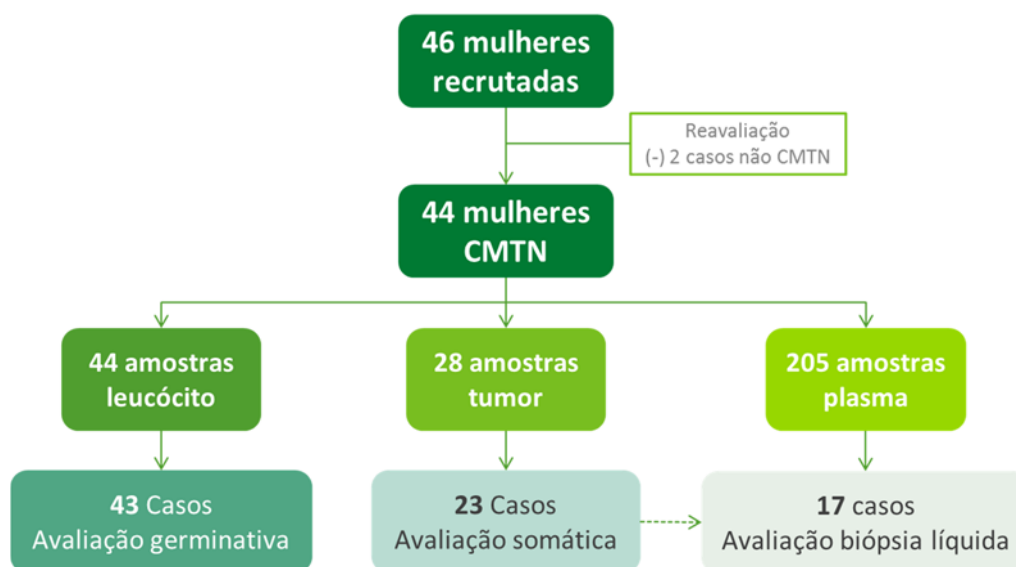 46 mulheres
recrutadas
Reavaliação
(-) 2 casos não CMTN
44 mulheres
CMTN
44 amostras
leucócito
28 amostras
tumor
205 amostras
plasma
43 Casos
Avaliação germinativa
23 Casos
Avaliação somática
17 casos
Avaliação biópsia líquida